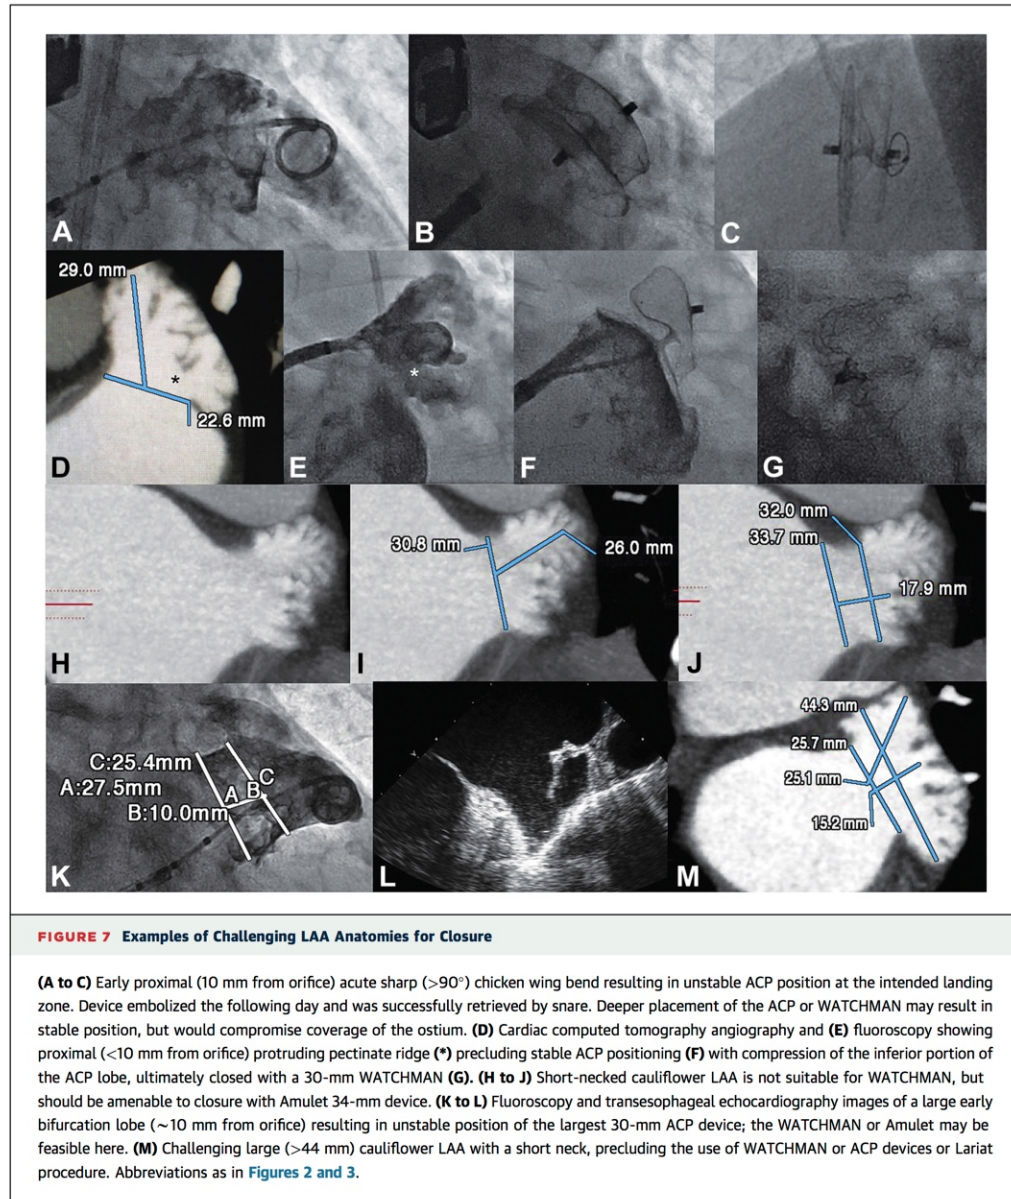 A
B
C
29.0 mm
*
22.6 mm
D
*
E
F
G
H
30.8 mm
26.0 mm
I
32.0 mm
33.7 mm
17.9 mm
J
C:25.4mm
A:27.5mm
B:10.0mm
A
B
C
K
L
44.3 mm
25.7 mm
25.1 mm
15.2 mm
M
FIGURE 7 Examples of Challenging LAA Anatomies for Closure
(A to C) Early proximal (10 mm from orifice) acute sharp (>90°) chicken wing bend resulting in unstable ACP position at the intended landing
zone. Device embolized the following day and was successfully retrieved by snare. Deeper placement of the ACP or WATCHMAN may result in
stable position, but would compromise coverage of the ostium. (D) Cardiac computed tomography angiography and (E) fluoroscopy showing
proximal (<10 mm from orifice) protruding pectinate ridge (*) precluding stable ACP positioning (F) with compression of the inferior portion of
the ACP lobe, ultimately closed with a 30-mm WATCHMAN (G). (H to J) Short-necked cauliflower LAA is not suitable for WATCHMAN, but
should be amenable to closure with Amulet 34-mm device. (K to L) Fluoroscopy and transesophageal echocardiography images of a large early
bifurcation lobe (∼10 mm from orifice) resulting in unstable position of the largest 30-mm ACP device; the WATCHMAN or Amulet may be
feasible here. (M) Challenging large (>44 mm) cauliflower LAA with a short neck, precluding the use of WATCHMAN or ACP devices or Lariat
procedure. Abbreviations as in Figures 2 and 3.